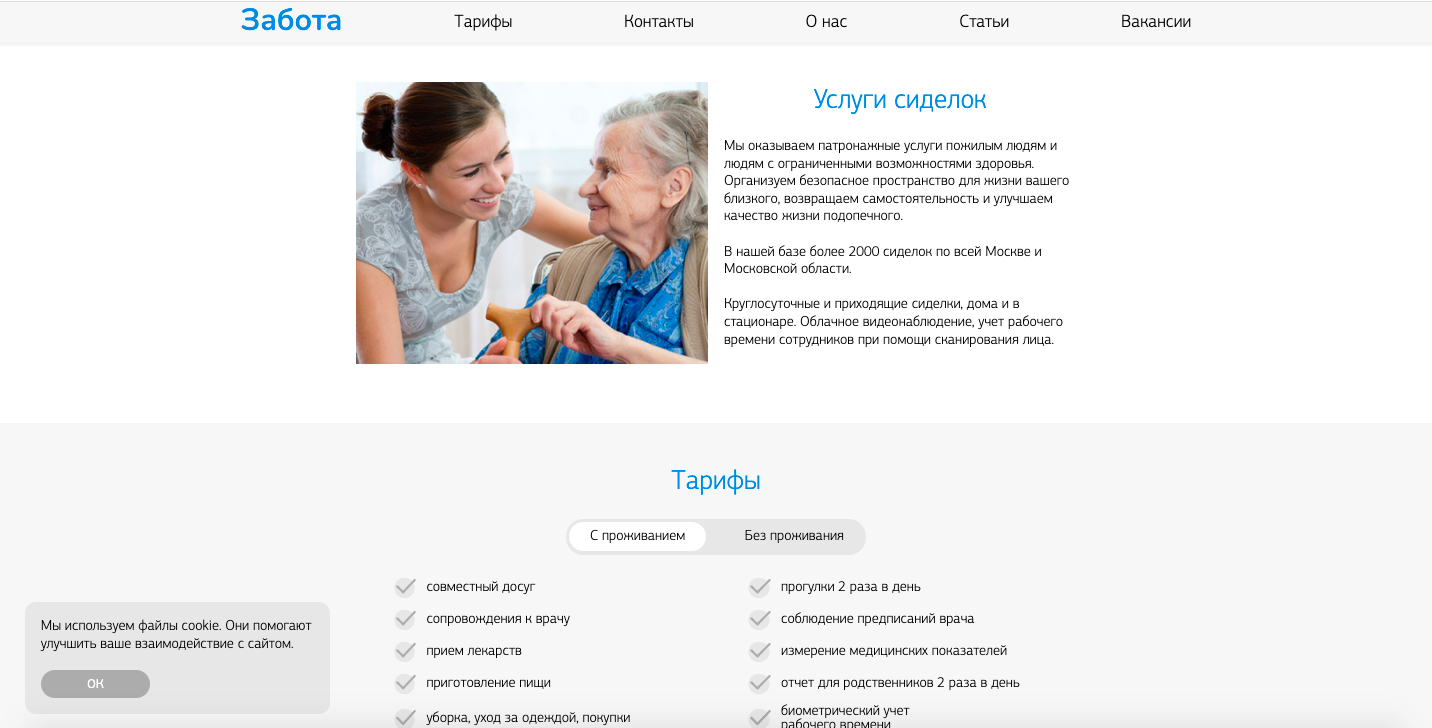 Забота
Тарифы
Контакты
О нас
Статьи
Вакансии
Услуги сиделок
Мы оказываем патронажные услуги пожилым людям и
людям с ограниченными возможностями здоровья.
Организуем безопасное пространство для жизни вашего
близкого, возвращаем самостоятельность и улучшаем
качество жизни подопечного.
В нашей базе более 2000 сиделок по всей Москве и
Московской области.
Круглосуточные и приходящие сиделки, дома и в
стационаре. Облачное видеонаблюдение, учет рабочего
времени сотрудников при помощи сканирования лица.
Тарифы
С проживанием
Без проживания
совместный досуг
сопровождения к врачу
прием лекарств
приготовление пищи
уборка, уход за одеждой, покупки
прогулки 2 раза в день
соблюдение предписаний врача
измерение медицинских показателей
отчет для родственников 2 раза в день
биометрический учет
рабочего времени
Мы используем файлы cookie. Они помогают
улучшить ваше взаимодействие с сайтом.
ОК